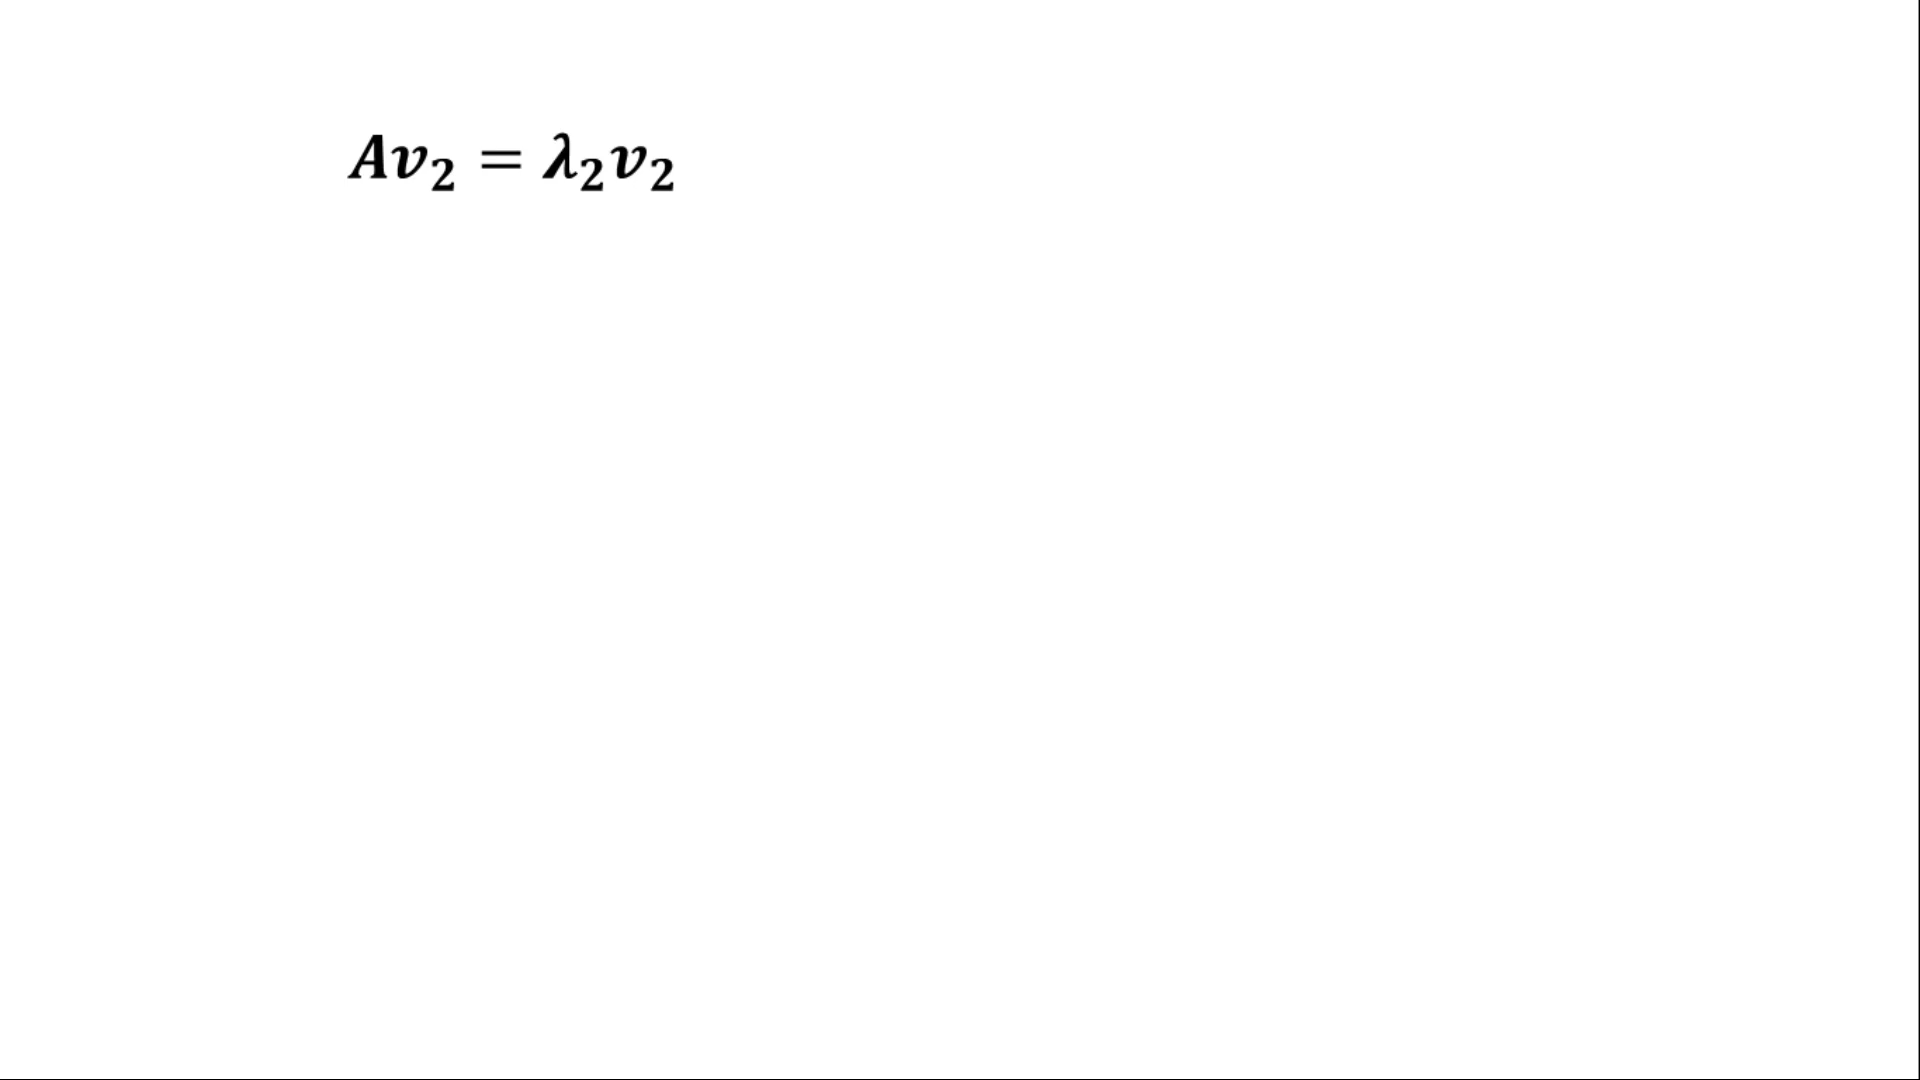 𝑨𝒗₂ = 𝝀₂𝒗₂